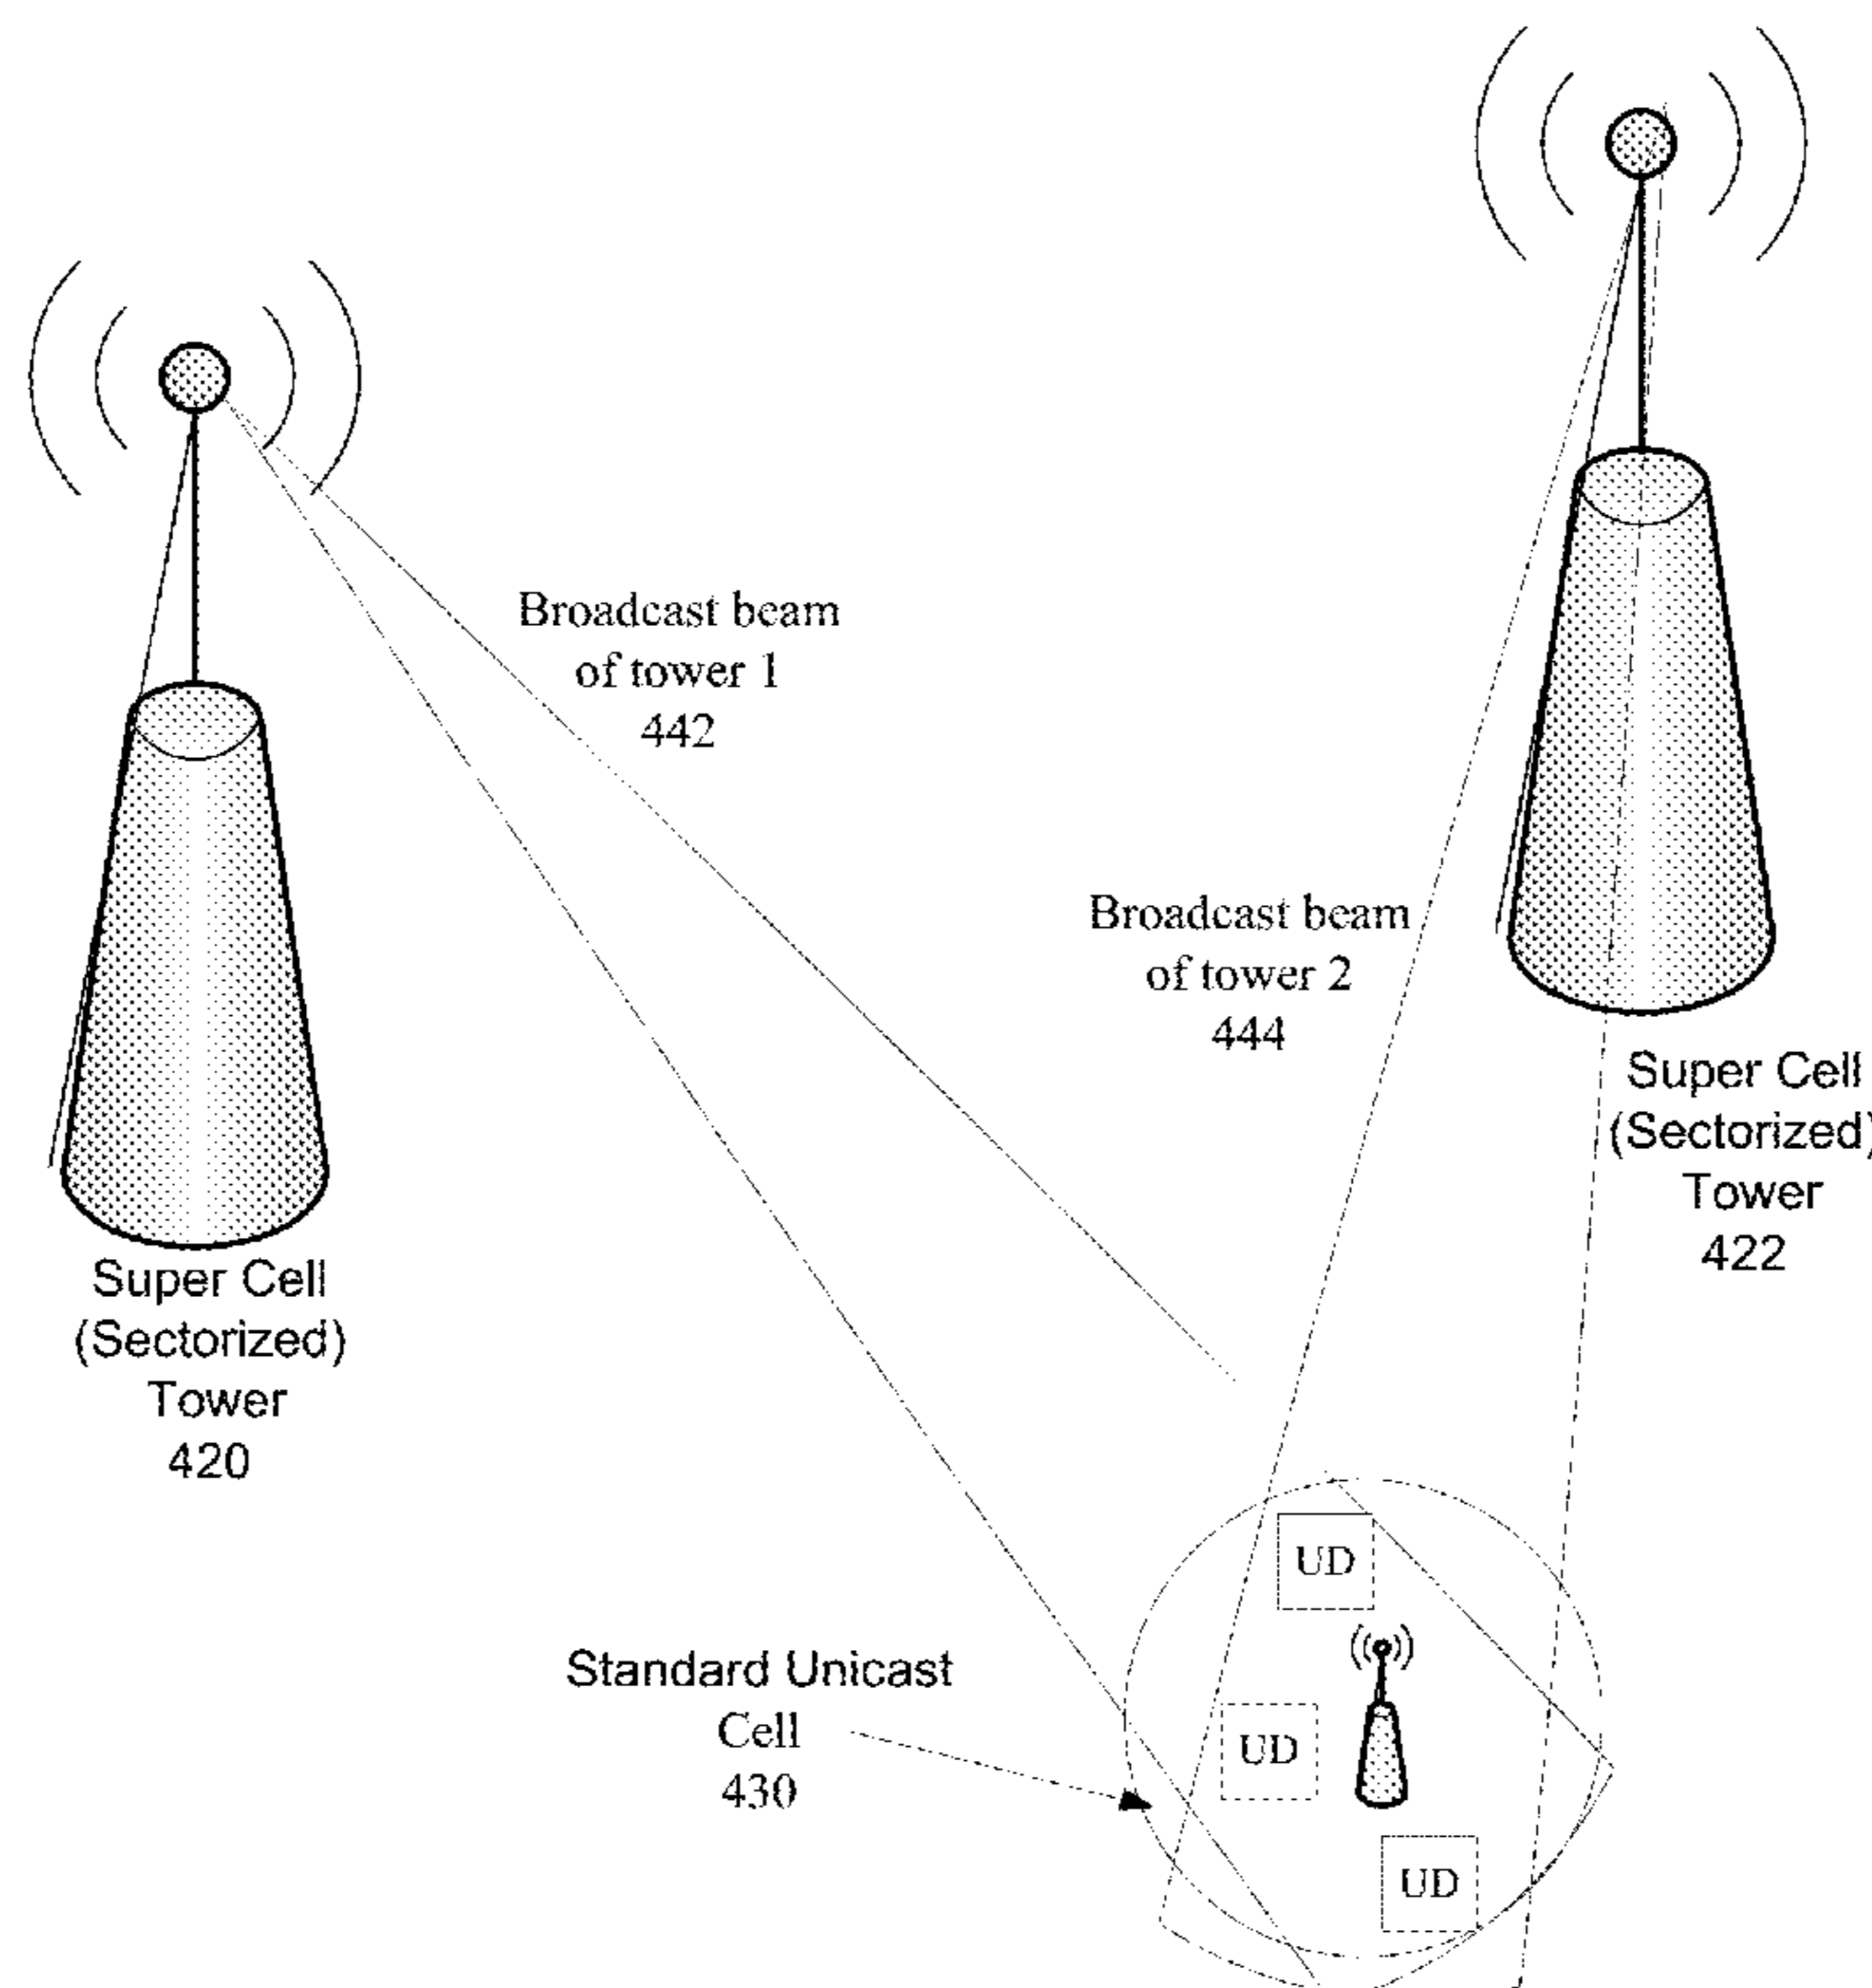 Broadcast beam
of tower 1
442
Broadcast beam
of tower 2
444
Super Cell
(Sectorized)
Tower
422
Super Cell
(Sectorized)
Tower
420
UD
Standard Unicast
Cell
430
UD
UD